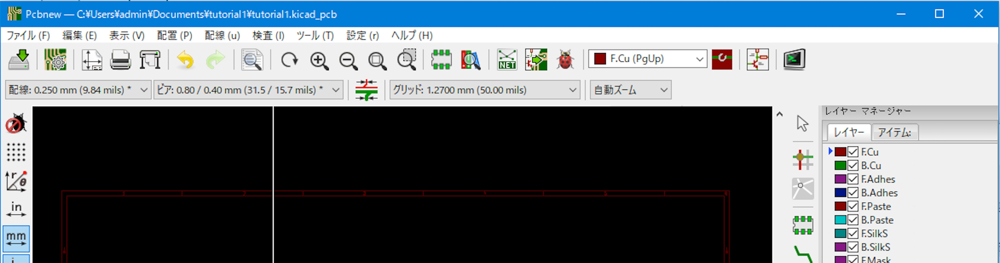 Pcbnew — C:¥Users¥admin¥Documents¥tutorial1¥tutorial1.kicad_pcb
ファイル (F) 編集 (E) 表示 (V) 配置 (P) 配線 (u) 検査 (I) ツール (T) 設定 (r) ヘルプ (H)
NET F.Cu (PgUp)
配線: 0.250 mm (9.84 mils) * ビア: 0.80 / 0.40 mm (31.5 / 15.7 mils) * グリッド: 1.2700 mm (50.00 mils) 自動ズーム
レイヤー マネージャー
レイヤー アイテム:
F.Cu
B.Cu
F.Adhes
r θ
B.Adhes
in
F.Paste
B.Paste
mm
F.SilkS
B.SilkS
F.Mask